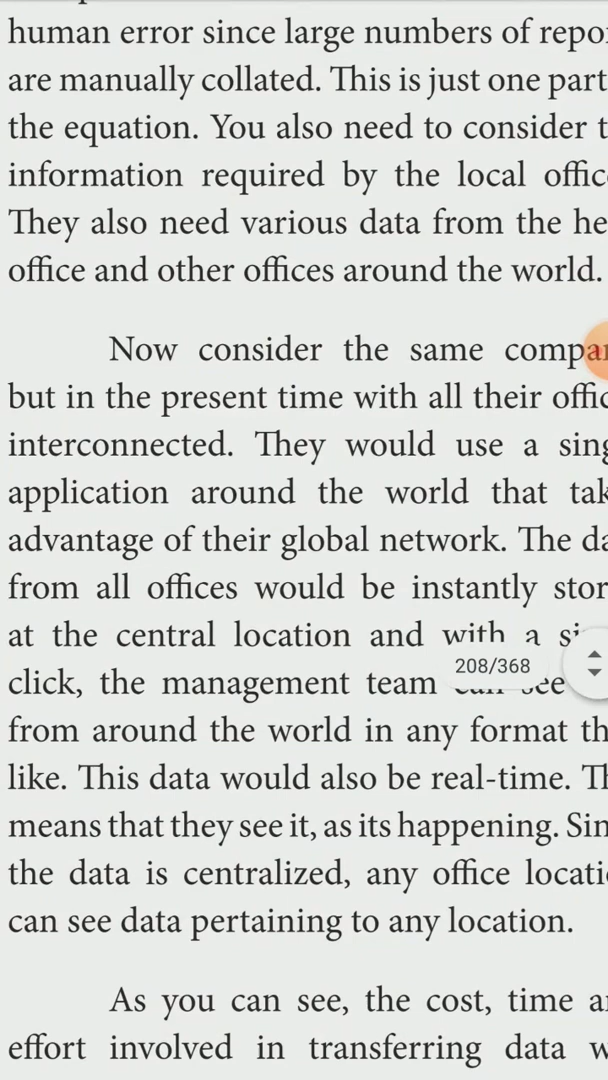 human error since large numbers of repo
are manually collated. This is just one part
the equation. You also need to consider t
information required by the local offic
They also need various data from the he
office and other offices around the world.
Now consider the same compa
but in the present time with all their offic
interconnected. They would use a sing
application around the world that tak
advantage of their global network. The da
from all offices would be instantly stor
at the central location and with a si
208/368
click, the management team can see
from around the world in any format th
like. This data would also be real-time. Th
means that they see it, as its happening. Sin
the data is centralized, any office locati
can see data pertaining to any location.
As you can see, the cost, time a
effort involved in transferring data w